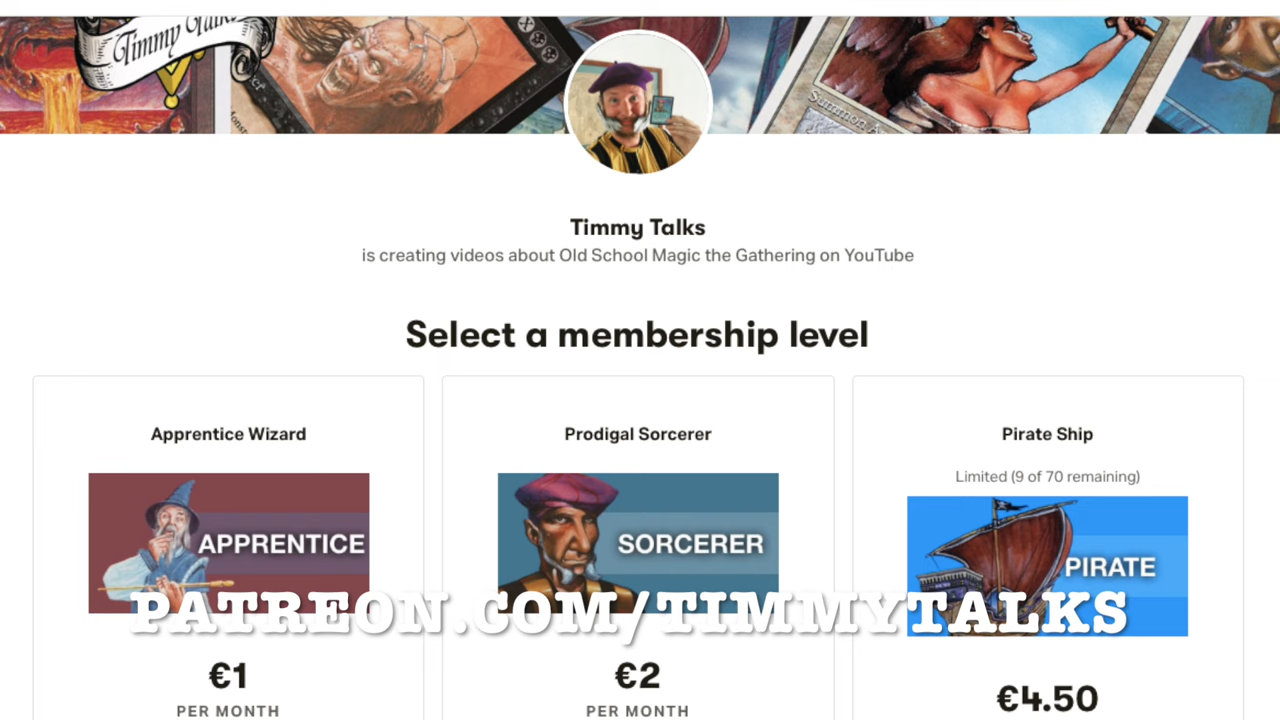 Timmy Talks
Summon A
Timmy Talks
is creating videos about Old School Magic the Gathering on YouTube
Select a membership level
Apprentice Wizard
Prodigal Sorcerer
Pirate Ship
Limited (9 of 70 remaining)
APPRENTICE
SORCERER
PIRATE
PATREON.COM/TIMMYTALKS
€1
€2
€4.50
PER MONTH
PER MONTH